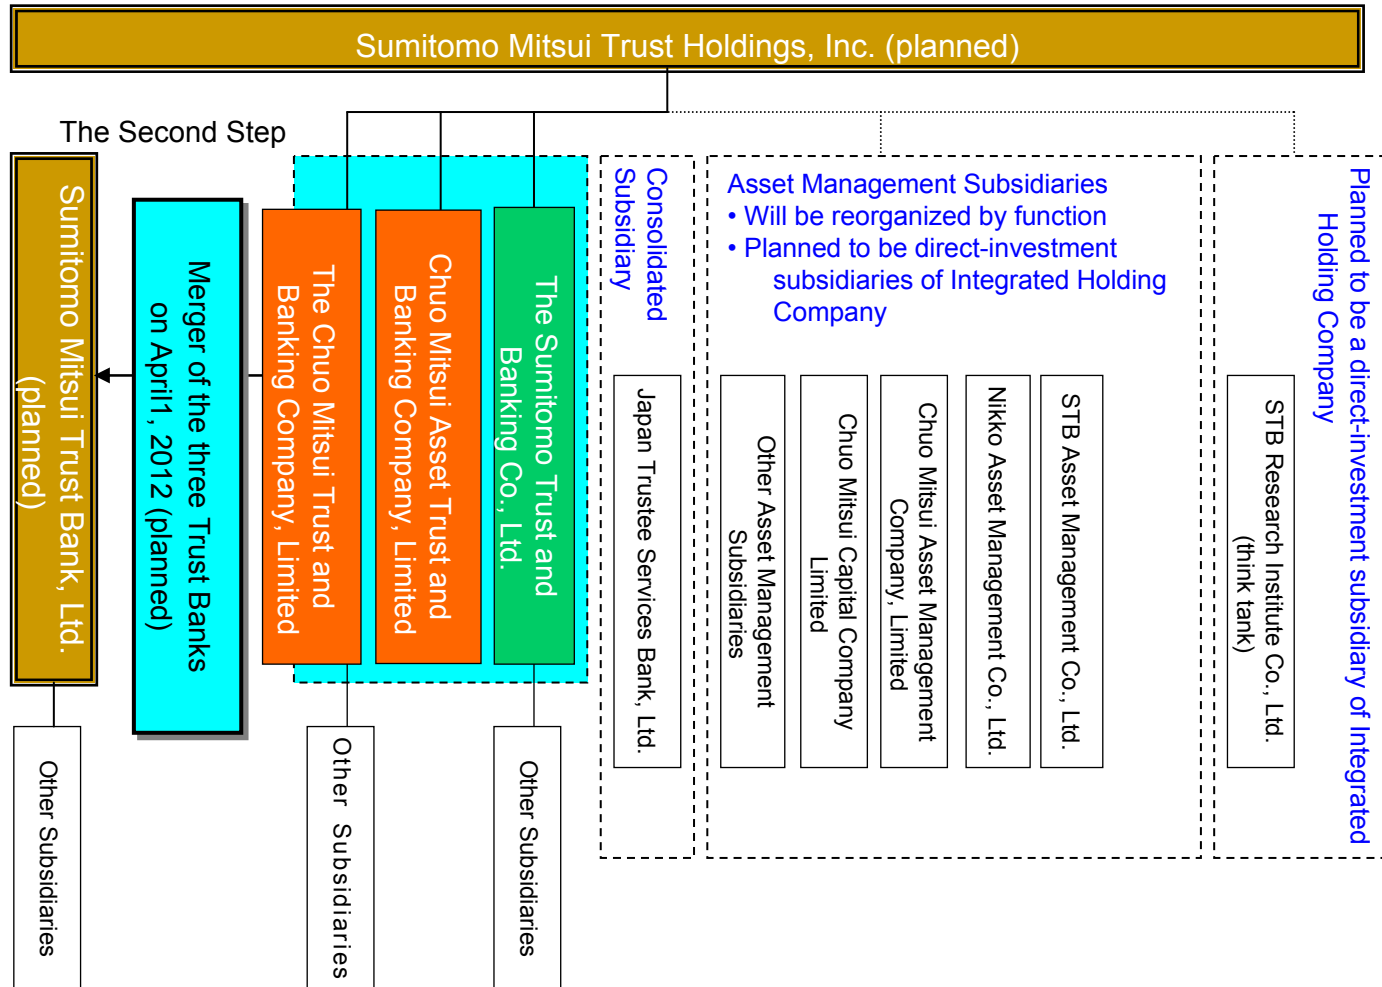 Sumitomo Mitsui Trust Holdings, Inc. (planned)
The Second Step
Sumitomo Mitsui Trust Bank, Ltd.
(planned)
Merger of the three Trust Banks
on April1, 2012 (planned)
The Chuo Mitsui Trust and
Banking Company, Limited
Chuo Mitsui Asset Trust and
Banking Company, Limited
The Sumitomo Trust and
Banking Co., Ltd.
Consolidated
Subsidiary
Japan Trustee Services Bank, Ltd.
Asset Management Subsidiaries
• Will be reorganized by function
• Planned to be direct-investment
subsidiaries of Integrated Holding
Company
Other Asset Management
Subsidiaries
Chuo Mitsui Capital Company
Limited
Chuo Mitsui Asset Management
Company, Limited
Nikko Asset Management Co., Ltd.
STB Asset Management Co., Ltd.
Planned to be a direct-investment subsidiary of Integrated
Holding Company
STB Research Institute Co., Ltd.
(think tank)
Other Subsidiaries
Other Subsidiaries
Other Subsidiaries